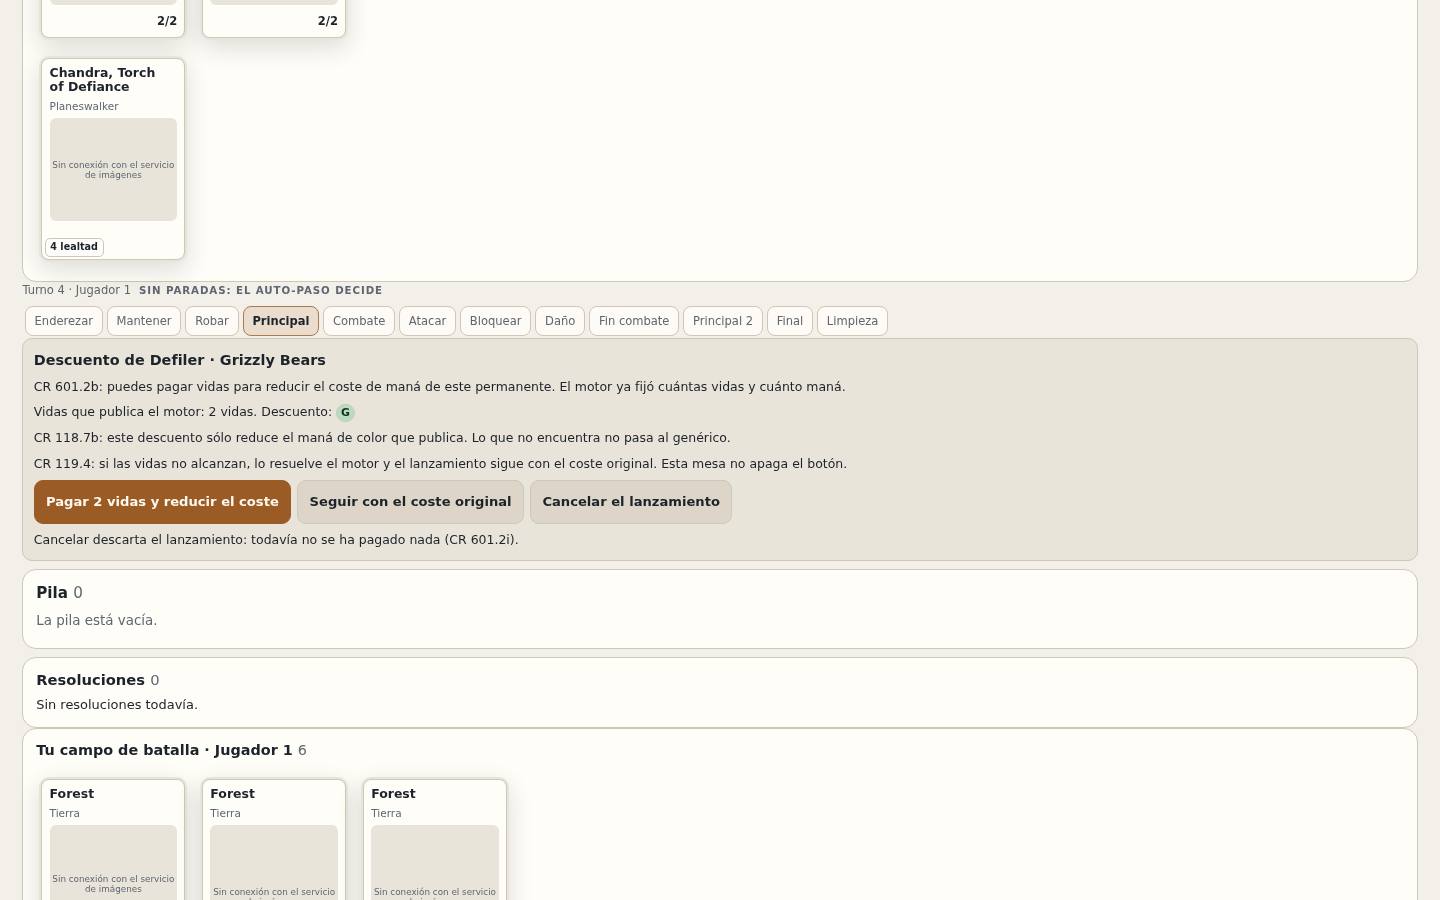 2/2
2/2
Chandra, Torch
of Defiance
Planeswalker
Sin conexión con el servicio
de imágenes
4 lealtad
Turno 4 · Jugador 1 SIN PARADAS: EL AUTO-PASO DECIDE
Enderezar Mantener Robar Principal Combate Atacar Bloquear Daño Fin combate Principal 2 Final Limpieza
Descuento de Defiler · Grizzly Bears
CR 601.2b: puedes pagar vidas para reducir el coste de maná de este permanente. El motor ya fijó cuántas vidas y cuánto maná.
Vidas que publica el motor: 2 vidas. Descuento: G
CR 118.7b: este descuento sólo reduce el maná de color que publica. Lo que no encuentra no pasa al genérico.
CR 119.4: si las vidas no alcanzan, lo resuelve el motor y el lanzamiento sigue con el coste original. Esta mesa no apaga el botón.
Pagar 2 vidas y reducir el coste Seguir con el coste original Cancelar el lanzamiento
Cancelar descarta el lanzamiento: todavía no se ha pagado nada (CR 601.2i).
Pila 0
La pila está vacía.
Resoluciones 0
Sin resoluciones todavía.
Tu campo de batalla · Jugador 1 6
Forest Forest Forest
Tierra Tierra Tierra
Sin conexión con el servicio
de imágenes
Sin conexión con el servicio
Sin conexión con el servicio